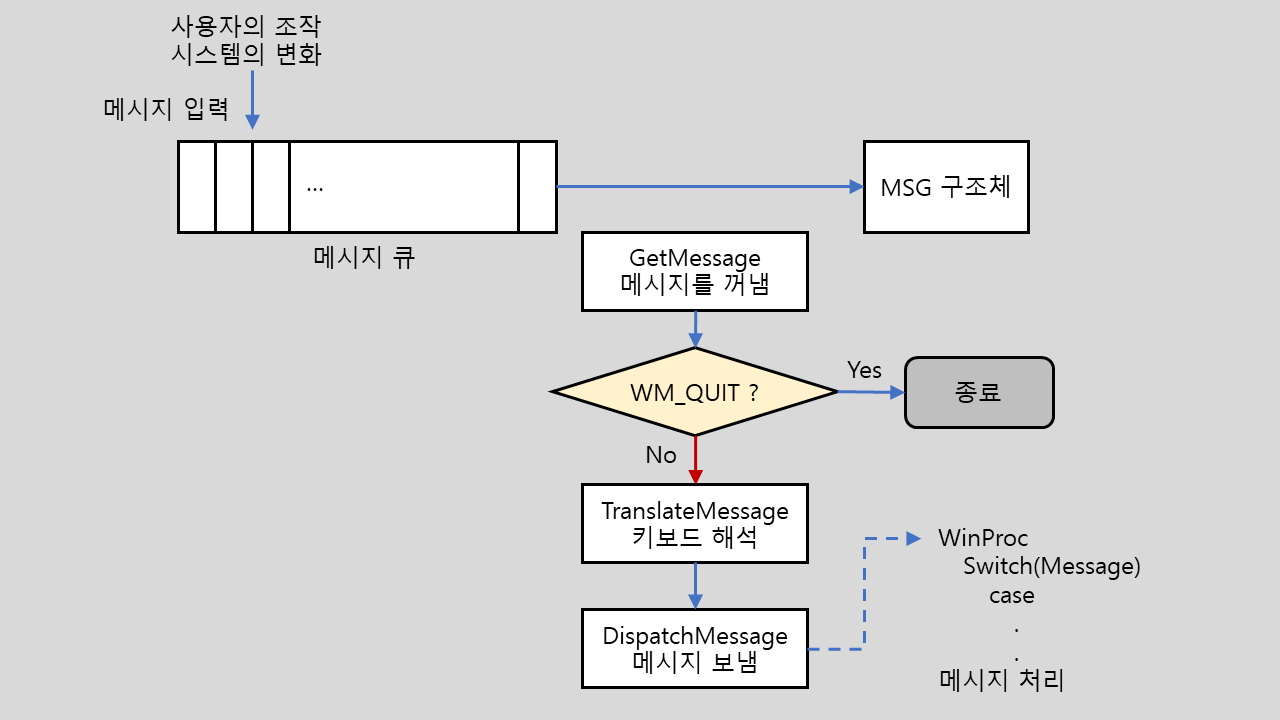 사용자의 조작
시스템의 변화
메시지 입력
...
MSG 구조체
메시지 큐
GetMessage
메시지를 꺼냄
WM_QUIT ?
Yes
종료
No
TranslateMessage
키보드 해석
WinProc
Switch(Message)
case
.
.
메시지 처리
DispatchMessage
메시지 보냄